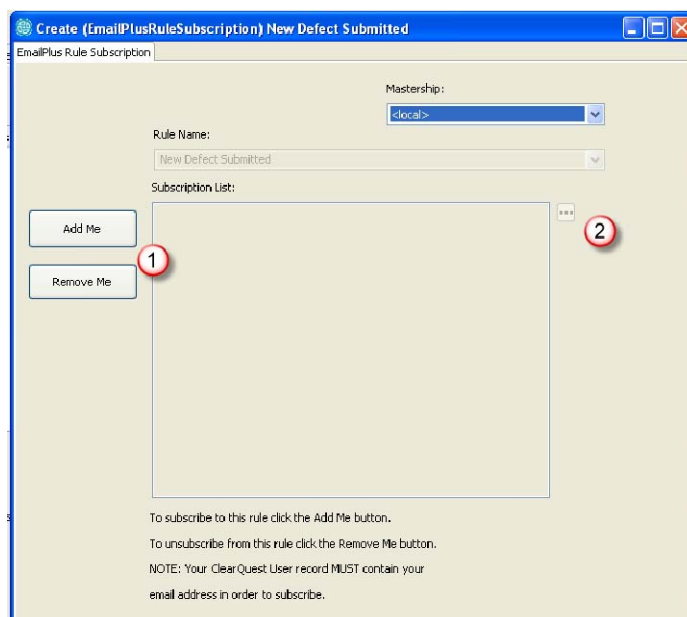 Create (EmailPlusRuleSubscription) New Defect Submitted
EmailPlus Rule Subscription
Mastership:
<local>
Rule Name:
New Defect Submitted
Subscription List:
Add Me
Remove Me
1
2
To subscribe to this rule click the Add Me button.
To unsubscribe from this rule click the Remove Me button.
NOTE: Your ClearQuest User record MUST contain your
email address in order to subscribe.